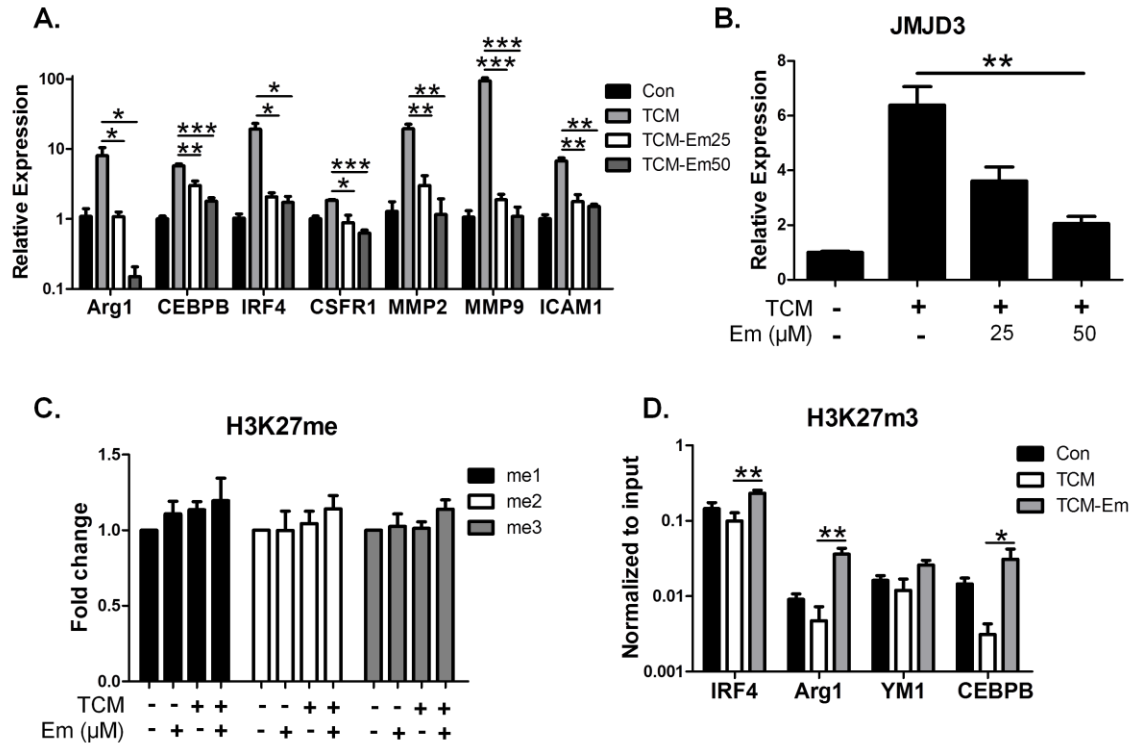 A.
Relative Expression
100
10
1
0.1
* * *** ** * * *** * ** ** *** *** ** **
Arg1 CEBPB IRF4 CSFR1 MMP2 MMP9 ICAM1
Con
TCM
TCM-Em25
TCM-Em50
B.
JMJD3
Relative Expression
8
6
4
2
0
**
TCM - + + +
Em (µM) - - 25 50
C.
H3K27me
Fold change
1.5
1.0
0.5
0.0
me1
me2
me3
TCM - - + + - - + + - - + +
Em (µM) - + - + - + - + - + - +
D.
H3K27m3
Normalized to input
1
0.1
0.01
0.001
** ** *
IRF4 Arg1 YM1 CEBPB
Con
TCM
TCM-Em